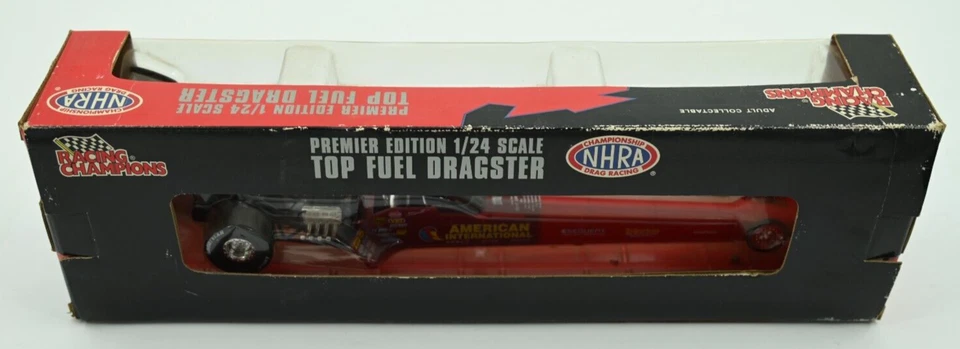 CHAMPIONSHIP
NHRA
DRAG RACING
PREMIER EDITION 1/24 SCALE
TOP FUEL DRAGSTER
ADULT COLLECTABLE
RACING
CHAMPIONS
RACING
CHAMPIONS
PREMIER EDITION 1/24 SCALE
TOP FUEL DRAGSTER
CHAMPIONSHIP
NHRA
DRAG RACING
AMERICAN
INTERNATIONAL